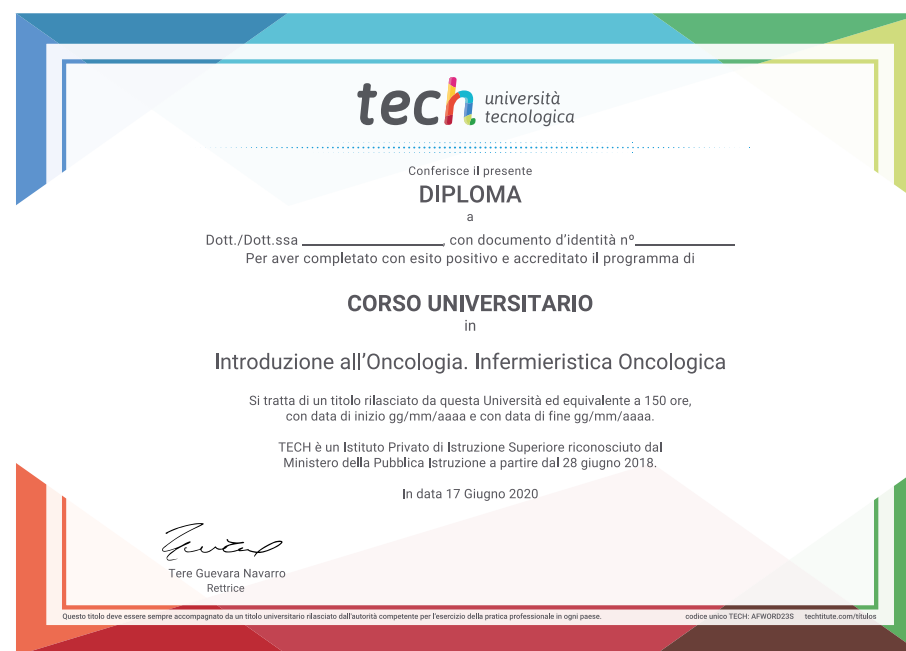 tech università
tecnologica
Conferisce il presente
DIPLOMA
a
Dott./Dott.ssa ____________________, con documento d'identità nº______________
Per aver completato con esito positivo e accreditato il programma di
CORSO UNIVERSITARIO
in
Introduzione all'Oncologia. Infermieristica Oncologica
Si tratta di un titolo rilasciato da questa Università ed equivalente a 150 ore,
con data di inizio gg/mm/aaaa e con data di fine gg/mm/aaaa.
TECH è un Istituto Privato di Istruzione Superiore riconosciuto dal
Ministero della Pubblica Istruzione a partire dal 28 giugno 2018.
In data 17 Giugno 2020
Tere Guevara Navarro
Rettrice
Questo titolo deve essere sempre accompagnato da un titolo universitario rilasciato dall'autorità competente per l'esercizio della pratica professionale in ogni paese. codice unico TECH: AFWORD23S techtitute.com/titulos